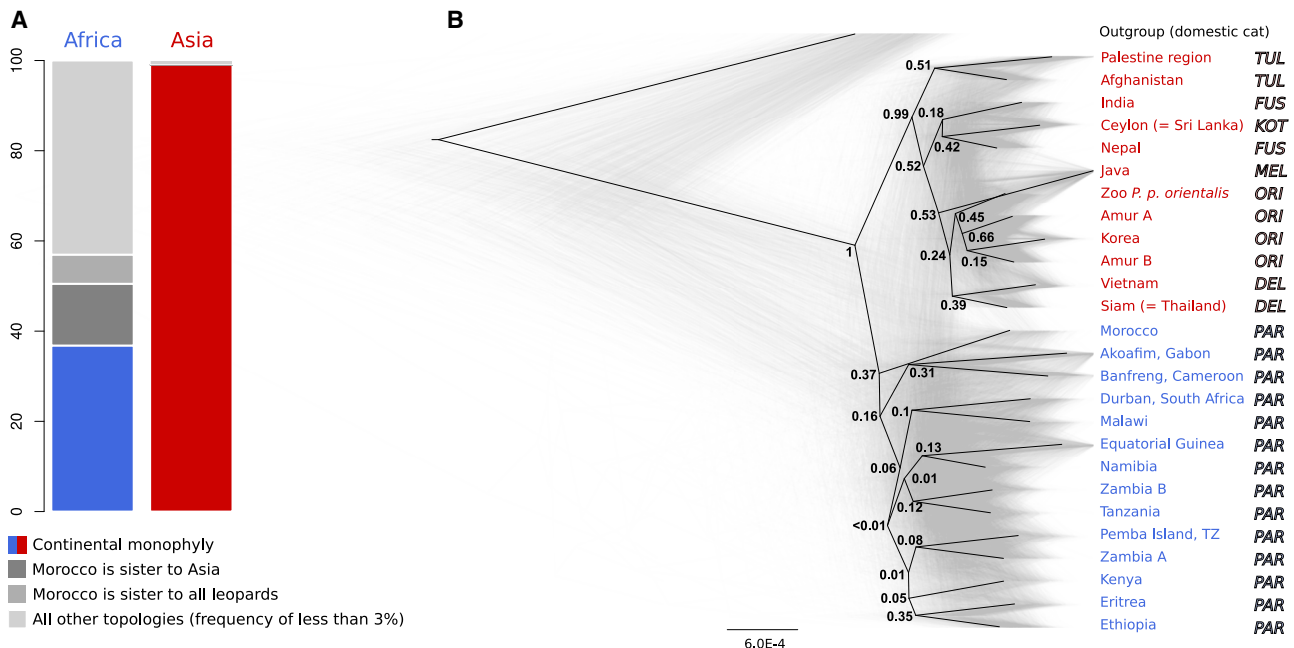 A
Africa Asia
100
80
60
40
20
0
Continental monophyly
Morocco is sister to Asia
Morocco is sister to all leopards
All other topologies (frequency of less than 3%)
B
Outgroup (domestic cat)
Palestine region TUL
Afghanistan TUL
India FUS
Ceylon (= Sri Lanka) KOT
Nepal FUS
Java MEL
Zoo P. p. orientalis ORI
Amur A ORI
Korea ORI
Amur B ORI
Vietnam DEL
Siam (= Thailand) DEL
Morocco PAR
Akoafim, Gabon PAR
Banfreng, Cameroon PAR
Durban, South Africa PAR
Malawi PAR
Equatorial Guinea PAR
Namibia PAR
Zambia B PAR
Tanzania PAR
Pemba Island, TZ PAR
Zambia A PAR
Kenya PAR
Eritrea PAR
Ethiopia PAR
0.51
0.99
0.18
0.42
0.52
0.53
0.45
0.66
0.24
0.15
0.39
1
0.37
0.31
0.16
0.1
0.13
0.06
0.01
0.12
<0.01
0.08
0.01
0.05
0.35
6.0E-4